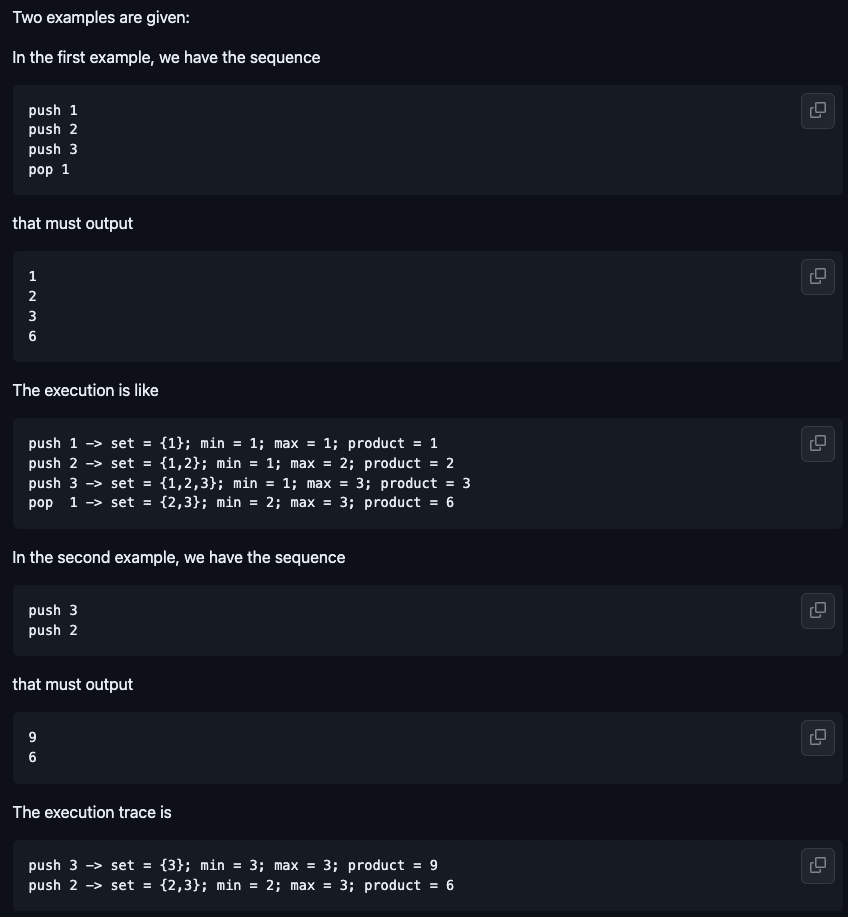 Two examples are given:
In the first example, we have the sequence
push 1
push 2
push 3
pop 1
that must output
1
2
3
6
The execution is like
push 1 -> set = {1}; min = 1; max = 1; product = 1
push 2 -> set = {1,2}; min = 1; max = 2; product = 2
push 3 -> set = {1,2,3}; min = 1; max = 3; product = 3
pop  1 -> set = {2,3}; min = 2; max = 3; product = 6
In the second example, we have the sequence
push 3
push 2
that must output
9
6
The execution trace is
push 3 -> set = {3}; min = 3; max = 3; product = 9
push 2 -> set = {2,3}; min = 2; max = 3; product = 6